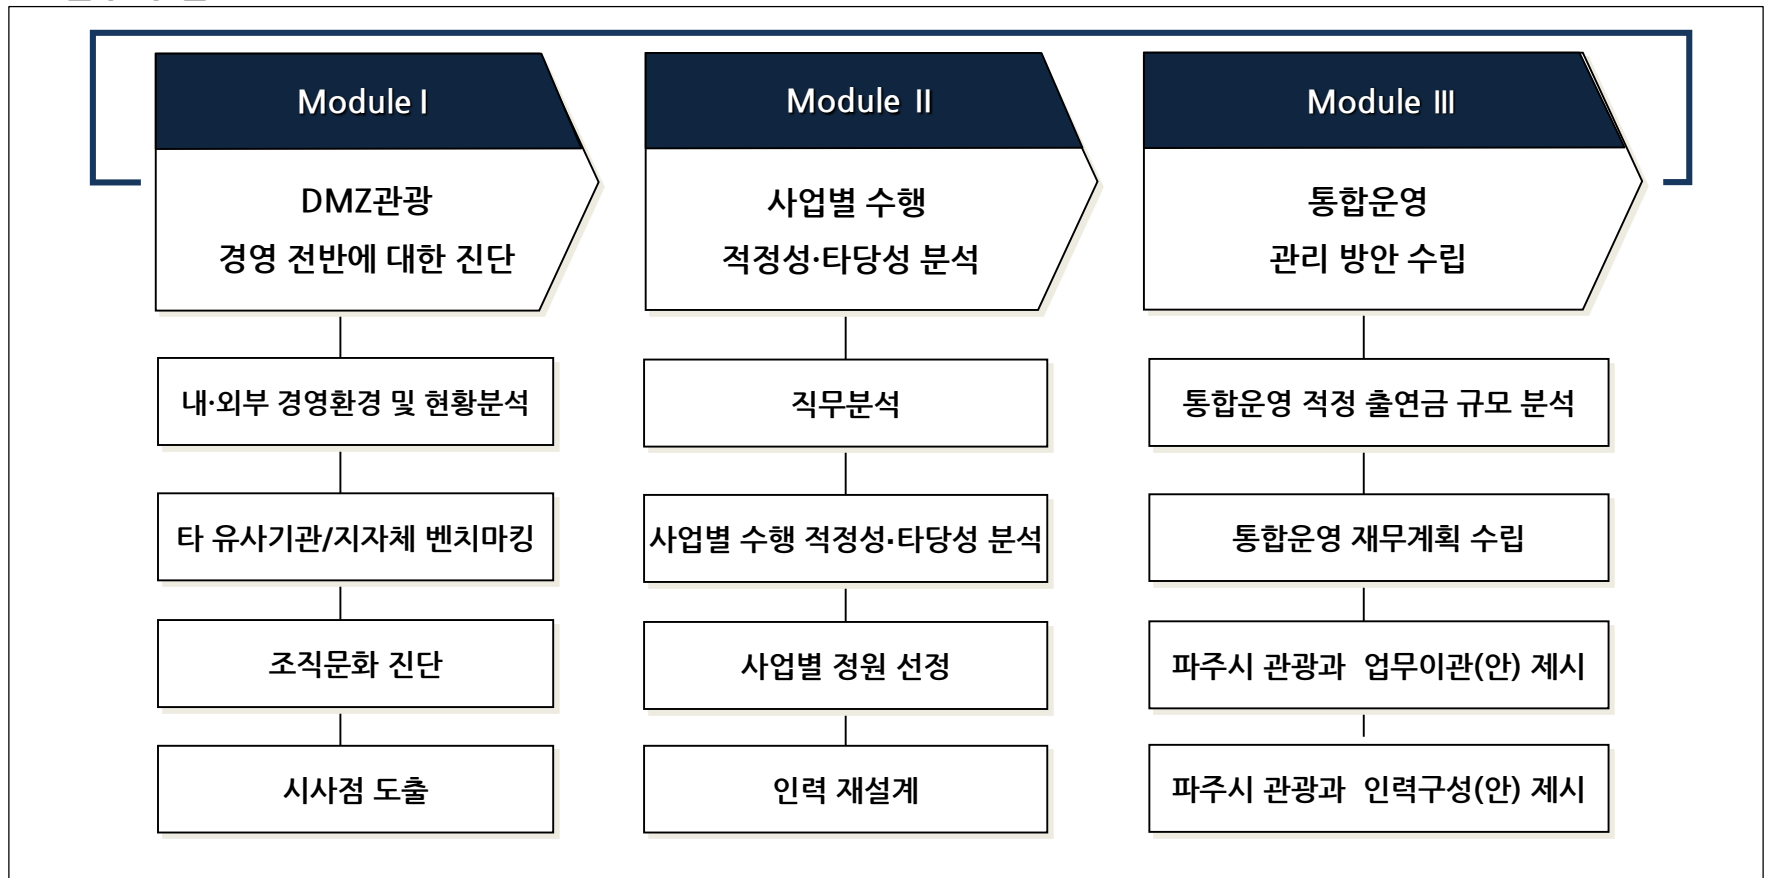 Module Ⅰ
DMZ관광
경영 전반에 대한 진단
내·외부 경영환경 및 현황분석
타 유사기관/지자체 벤치마킹
조직문화 진단
시사점 도출
Module Ⅱ
사업별 수행
적정성·타당성 분석
직무분석
사업별 수행 적정성·타당성 분석
사업별 정원 선정
인력 재설계
Module Ⅲ
통합운영
관리 방안 수립
통합운영 적정 출연금 규모 분석
통합운영 재무계획 수립
파주시 관광과 업무이관(안) 제시
파주시 관광과 인력구성(안) 제시